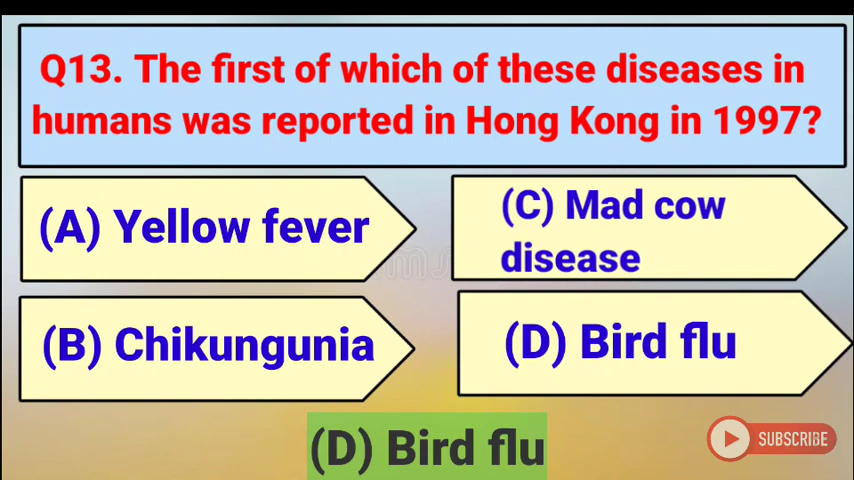 Q13. The first of which of these diseases in
humans was reported in Hong Kong in 1997?
(A) Yellow fever
(C) Mad cow
disease
(B) Chikungunia
(D) Bird flu
(D) Bird flu
SUBSCRIBE